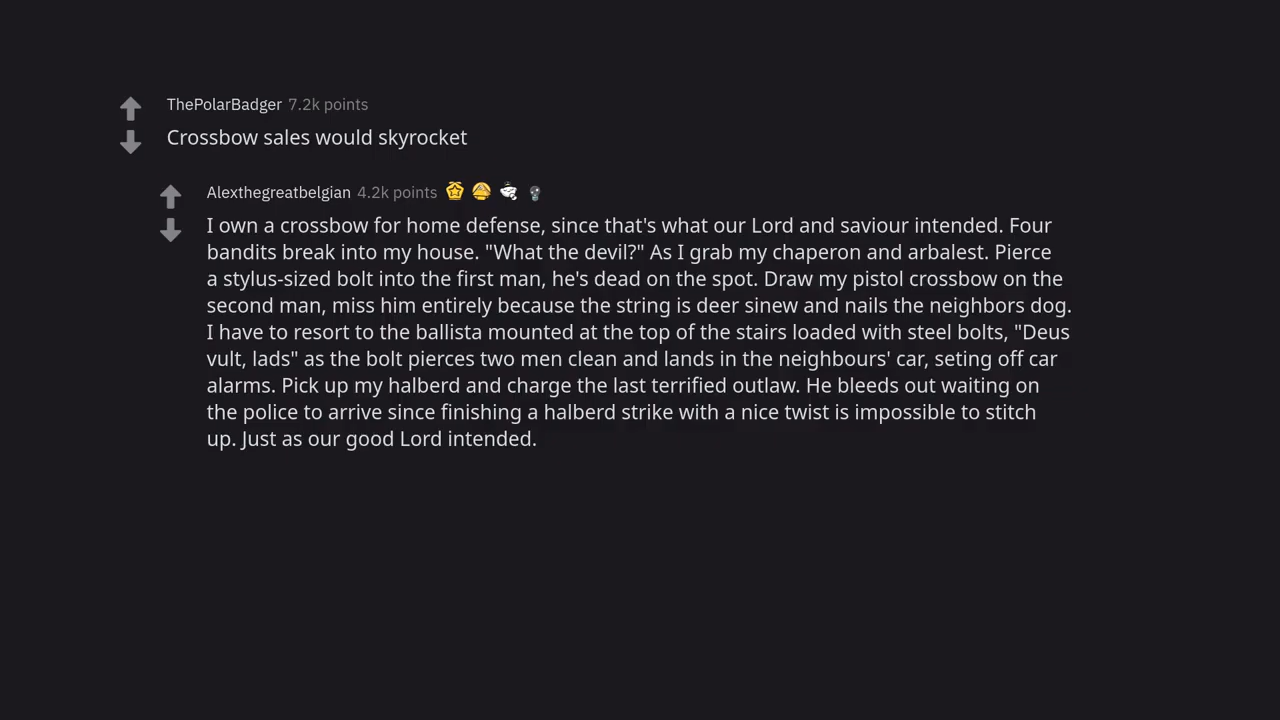 ThePolarBadger 7.2k points
Crossbow sales would skyrocket
Alexthegreatbelgian 4.2k points
I own a crossbow for home defense, since that's what our Lord and saviour intended. Four
bandits break into my house. "What the devil?" As I grab my chaperon and arbalest. Pierce
a stylus-sized bolt into the first man, he's dead on the spot. Draw my pistol crossbow on the
second man, miss him entirely because the string is deer sinew and nails the neighbors dog.
I have to resort to the ballista mounted at the top of the stairs loaded with steel bolts, "Deus
vult, lads" as the bolt pierces two men clean and lands in the neighbours' car, seting off car
alarms. Pick up my halberd and charge the last terrified outlaw. He bleeds out waiting on
the police to arrive since finishing a halberd strike with a nice twist is impossible to stitch
up. Just as our good Lord intended.